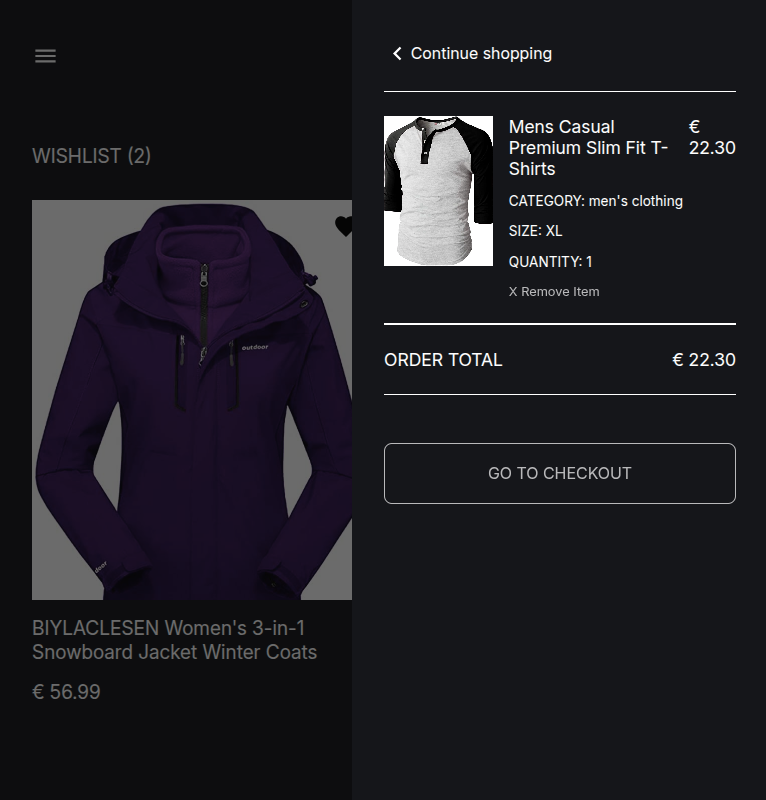 Continue shopping
WISHLIST (2)
outdoor
door
BIYLACLESEN Women's 3-in-1
Snowboard Jacket Winter Coats
€ 56.99
Mens Casual
Premium Slim Fit T-
Shirts
€
22.30
CATEGORY: men's clothing
SIZE: XL
QUANTITY: 1
X Remove Item
ORDER TOTAL
€ 22.30
GO TO CHECKOUT